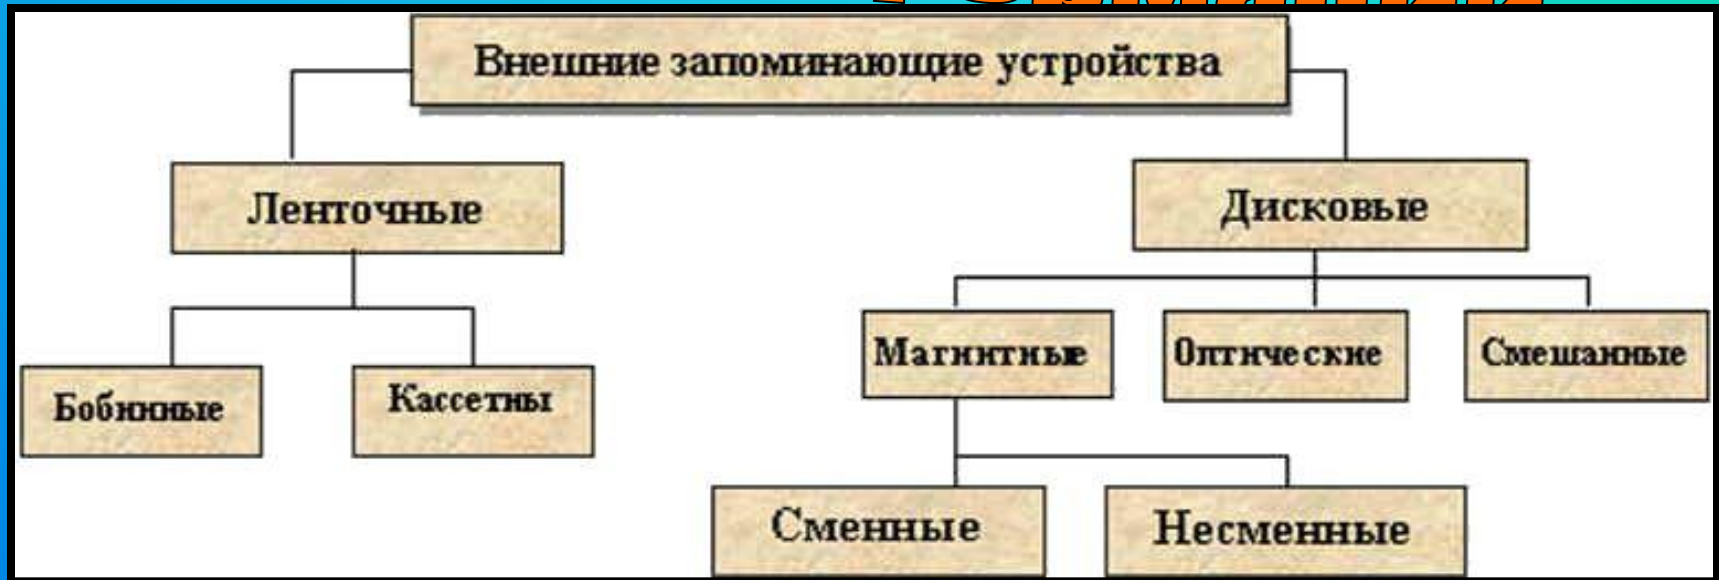 Внешние запоминающие устройства
Ленточные
Дисковые
Магнитные
Оптические
Смешанные
Бобинные
Кассетны
Сменные
Несменные